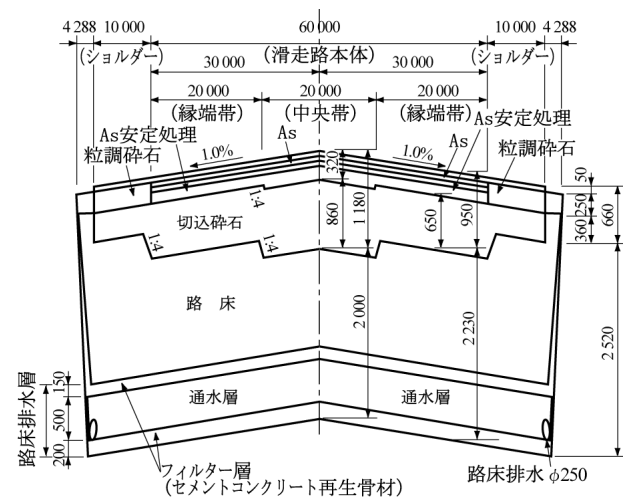 4 288 10 000 60 000 10 000 4 288
(ショルダー) (滑走路本体) (ショルダー)
30 000 30 000
20 000 20 000 20 000
(縁端帯) (中央帯) (縁端帯)
As安定処理 As As As安定処理
粒調砕石 1.0% 1.0% 粒調砕石
320
50
250
360
660
切込砕石
1:4
1:4
1:4
860
1 180
650
950
路床
2 000
2 230
2 520
路床排水層
150
500
200
通水層 通水層
フィルター層
(セメントコンクリート再生骨材)
路床排水 φ250